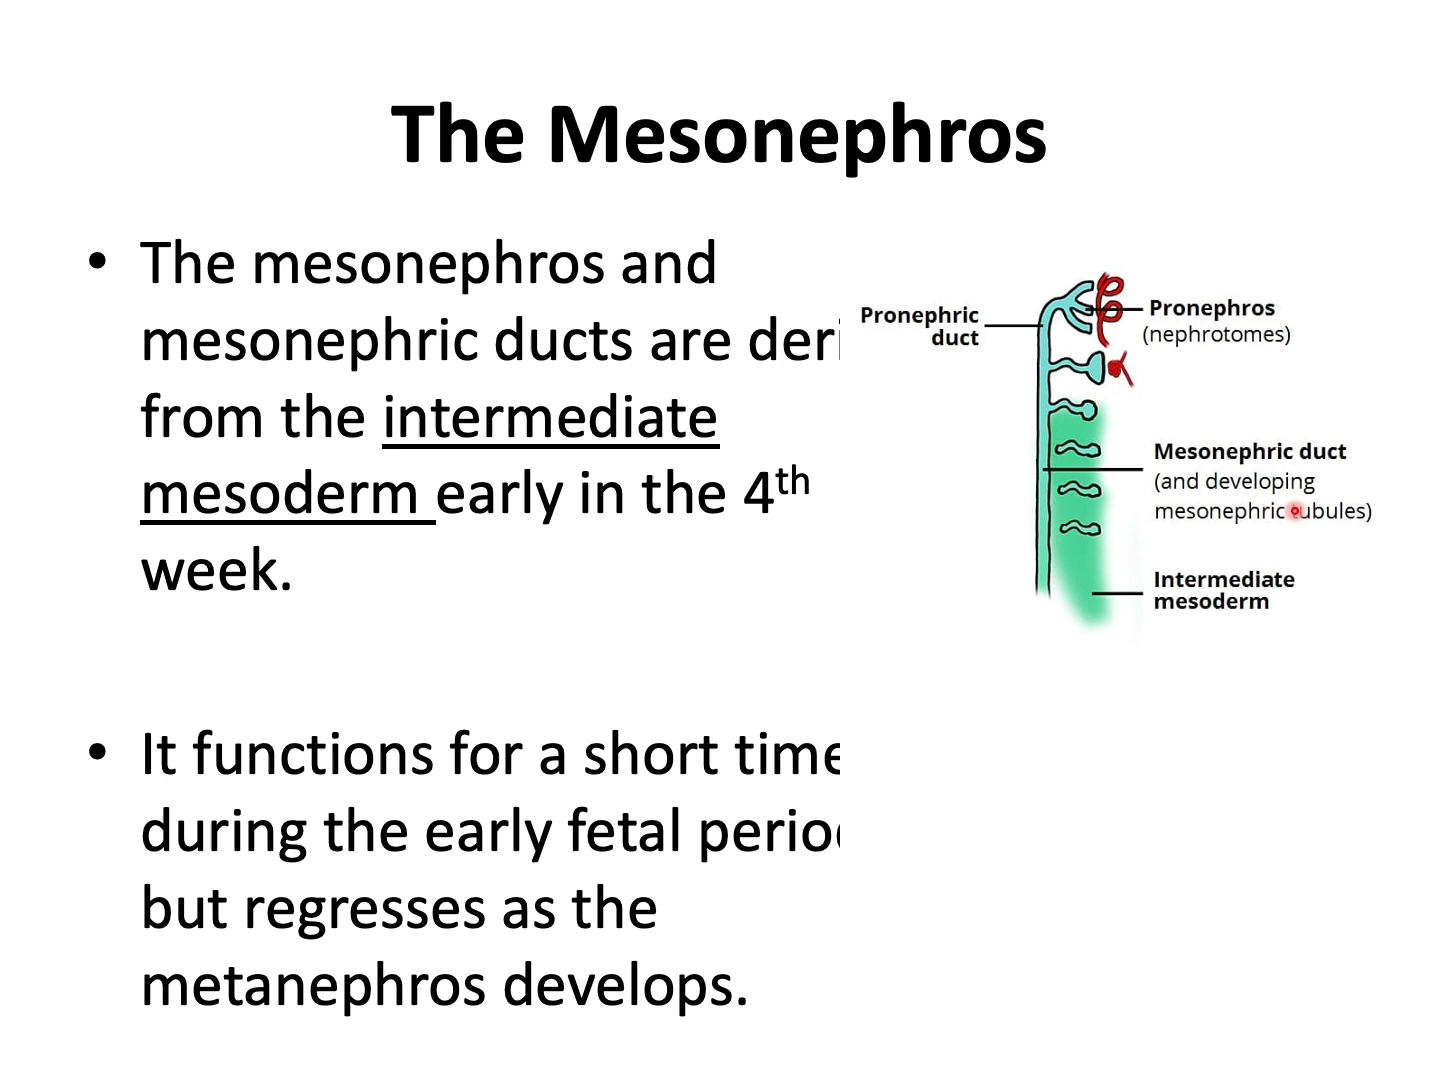 The Mesonephros
• The mesonephros and
mesonephric ducts are
from the intermediate
mesoderm early in the 4th
week.
• It functions for a short time
during the early fetal
but regresses as the
metanephros develops.
Pronephric
duct
Pronephros
(nephrotomes)
Mesonephric duct
(and developing
mesonephric
Intermediate
mesoderm